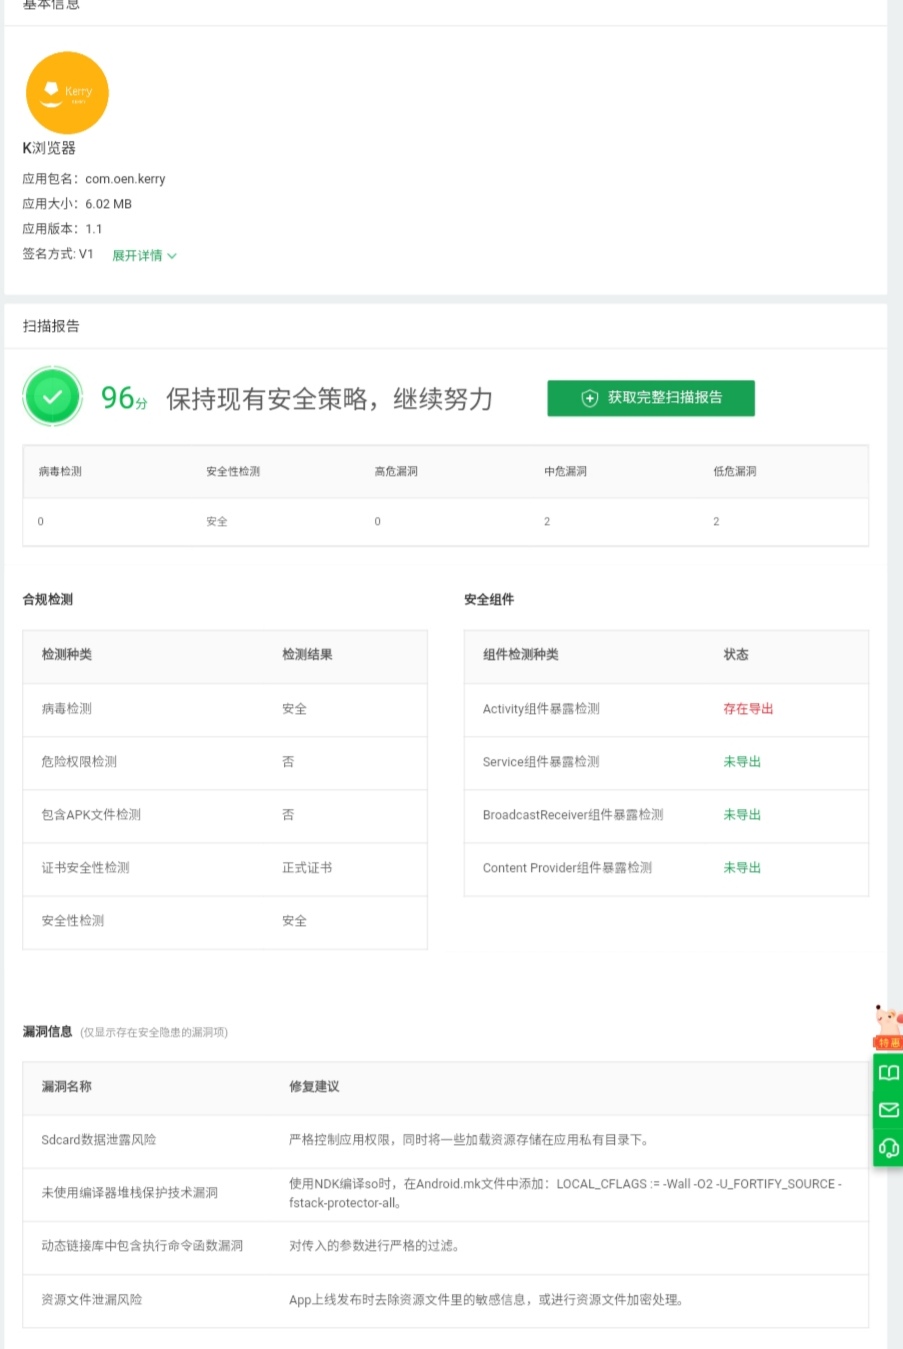 基本信息
Kerry
K浏览器
应用包名：com.oen.kerry
应用大小：6.02 MB
应用版本：1.1
签名方式: V1 展开详情
扫描报告
96分 保持现有安全策略，继续努力 获取完整扫描报告
病毒检测 安全性检测 高危漏洞 中危漏洞 低危漏洞
0 安全 0 2 2
合规检测
检测种类 检测结果
病毒检测 安全
危险权限检测 否
包含APK文件检测 否
证书安全性检测 正式证书
安全性检测 安全
安全组件
组件检测种类 状态
Activity组件暴露检测 存在导出
Service组件暴露检测 未导出
BroadcastReceiver组件暴露检测 未导出
Content Provider组件暴露检测 未导出
特惠
漏洞信息 (仅显示存在安全隐患的漏洞项)
漏洞名称 修复建议
Sdcard数据泄露风险 严格控制应用权限，同时将一些加载资源存储在应用私有目录下。
未使用编译器堆栈保护技术漏洞 使用NDK编译so时，在Android.mk文件中添加：LOCAL_CFLAGS := -Wall -O2 -U_FORTIFY_SOURCE -
fstack-protector-all。
动态链接库中包含执行命令函数漏洞 对传入的参数进行严格的过滤。
资源文件泄漏风险 App上线发布时去除资源文件里的敏感信息，或进行资源文件加密处理。